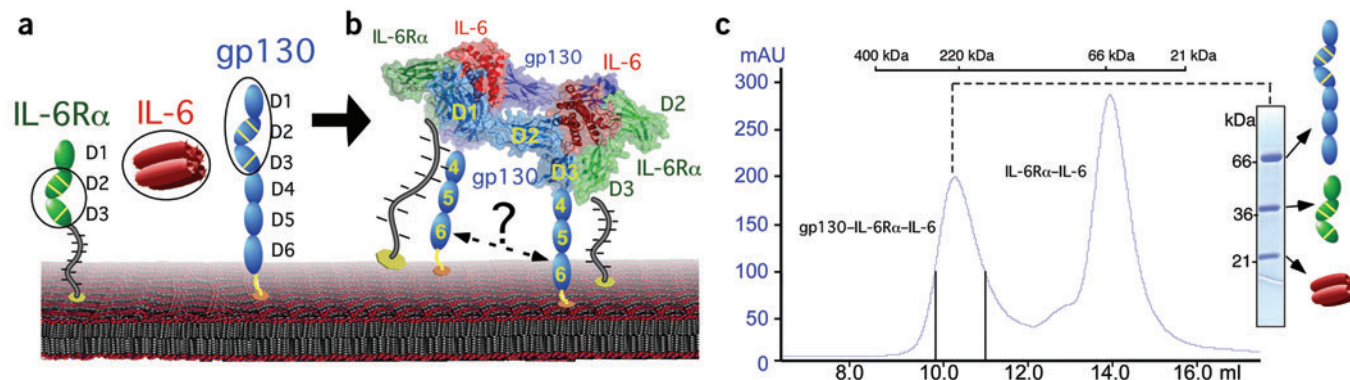 a
gp130
IL-6Rα
IL-6
D1
D2
D3
D1
D2
D3
D4
D5
D6
b
IL-6
IL-6Rα
gp130
IL-6
D2
D1
D2
IL-6Rα
gp130
D3
D3
4
5
6
?
4
5
6
c
mAU
400 kDa
220 kDa
66 kDa
21 kDa
300
250
200
150
100
50
0
IL-6Rα–IL-6
gp130–IL-6Rα–IL-6
kDa
66
36
21
8.0
10.0
12.0
14.0
16.0
ml